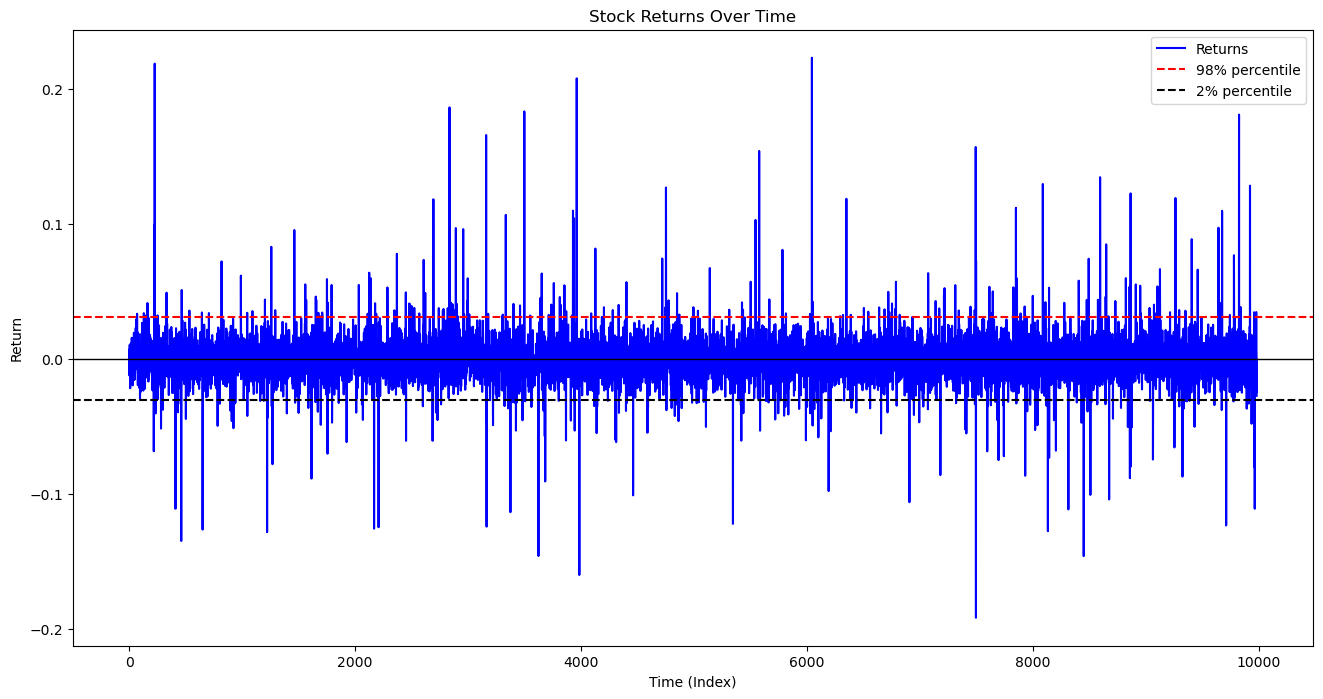 Stock Returns Over Time
Returns
98% percentile
2% percentile
Return
0.2
0.1
0.0
−0.1
−0.2
0
2000
4000
6000
8000
10000
Time (Index)